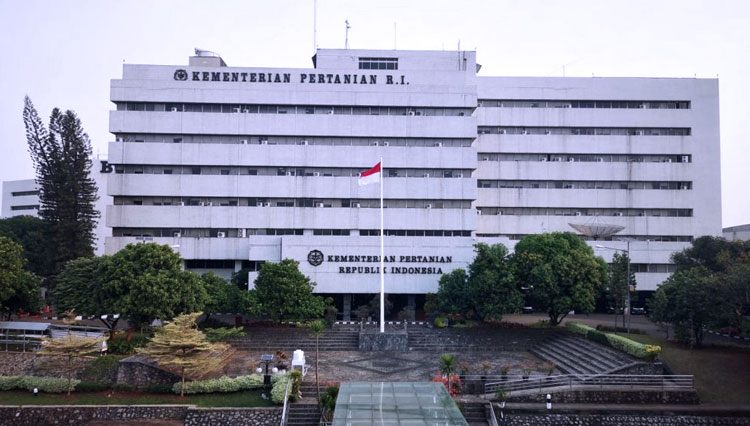 KEMENTERIAN PERTANIAN R.I.
KEMENTERIAN PERTANIAN
REPUBLIK INDONESIA